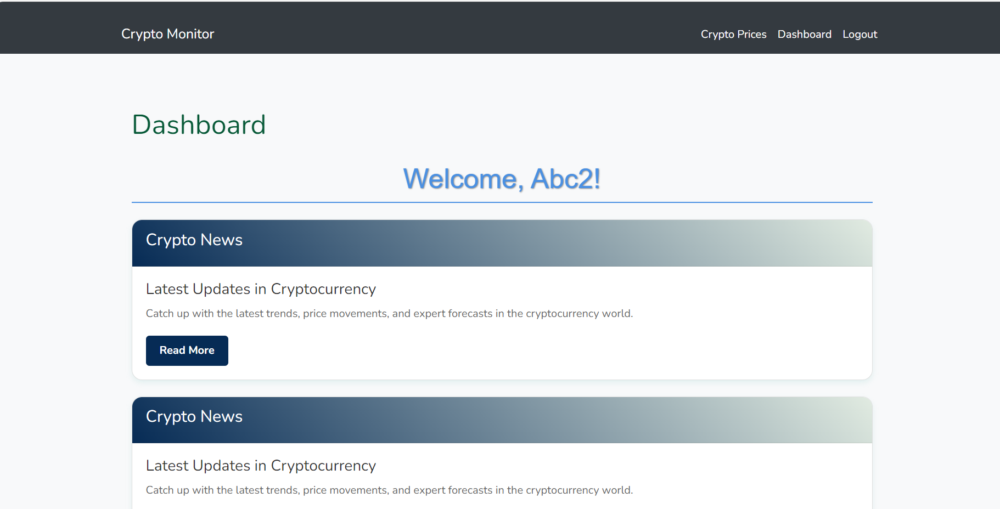 Crypto Monitor
Crypto Prices Dashboard Logout
Dashboard
Welcome, Abc2!
Crypto News
Latest Updates in Cryptocurrency
Catch up with the latest trends, price movements, and expert forecasts in the cryptocurrency world.
Read More
Crypto News
Latest Updates in Cryptocurrency
Catch up with the latest trends, price movements, and expert forecasts in the cryptocurrency world.